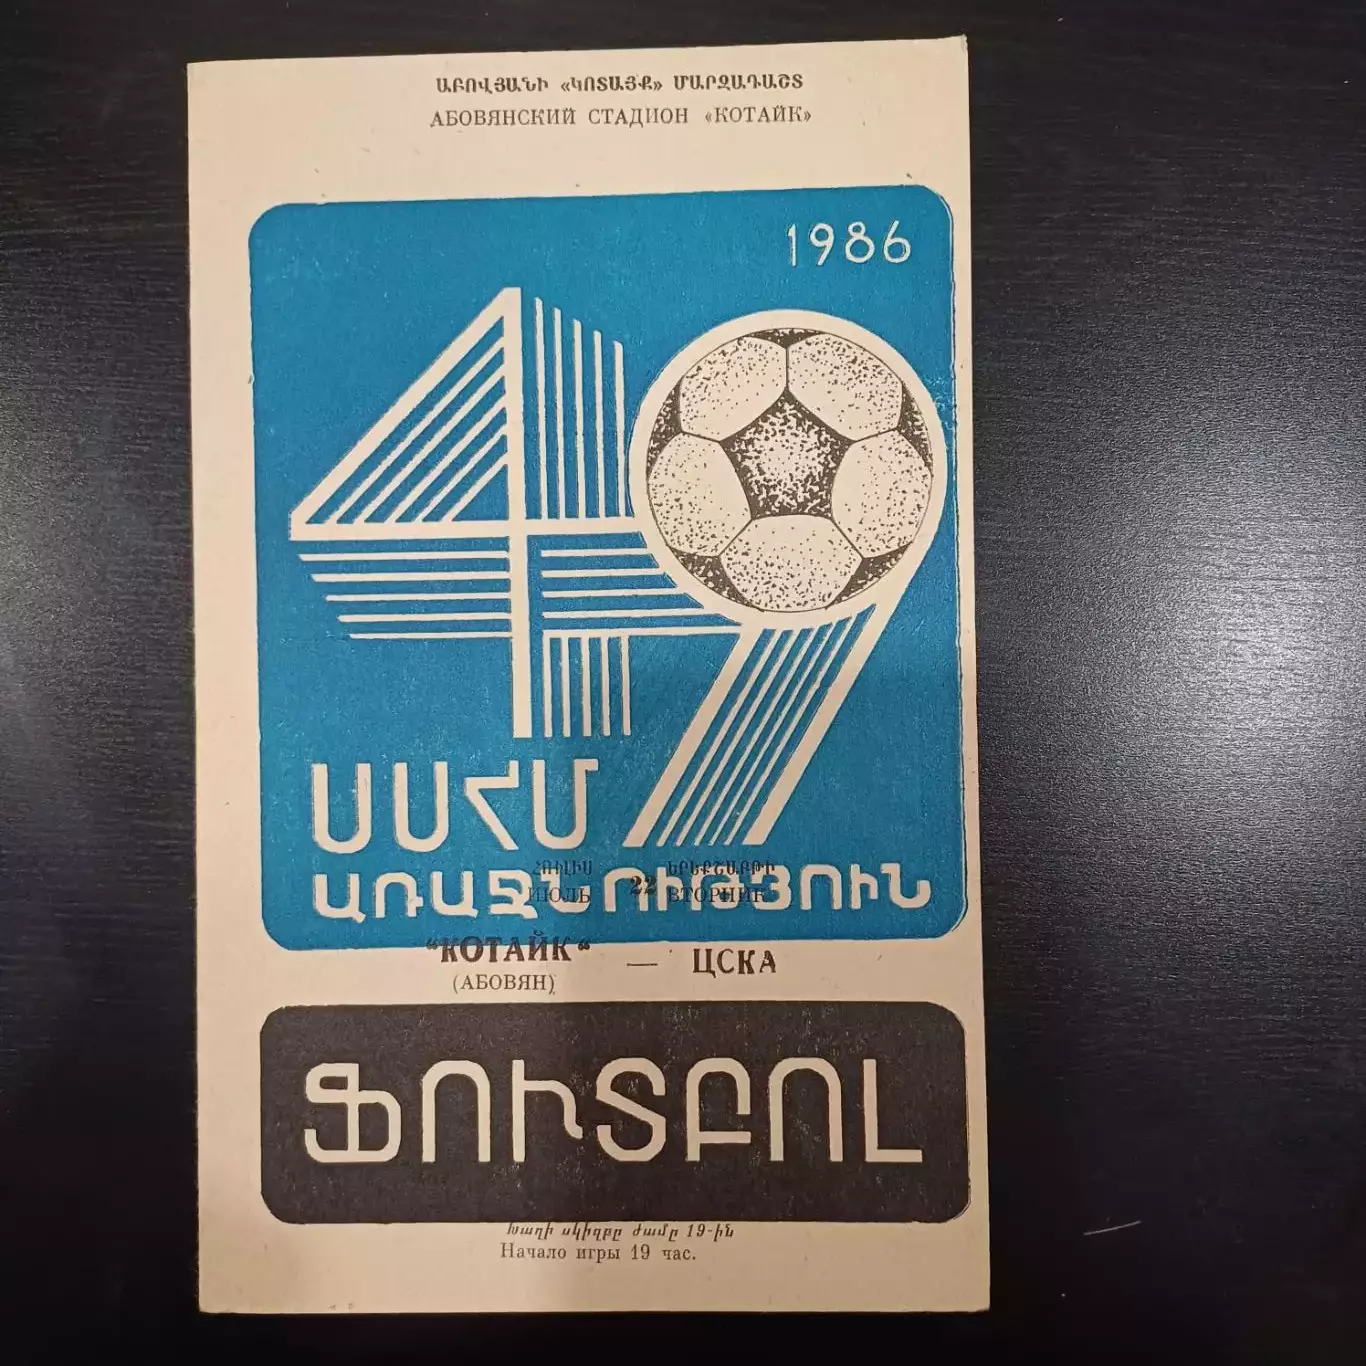 ԱԲՈՎՅԱՆԻ «ԿՈՏԱՅՔ» ՄԱՐԶԱԴԱՇՏ
АБОВЯНСКИЙ СТАДИОН «КОТАЙК»
1986
49
ՍՍՀՄ
ՀՈՒԼԻՍ 22 ԵՐԵՔՇԱԲԹԻ
ИЮЛЬ ВТОРНИК
ԱՌԱՋՆՈՒԹՅՈՒՆ
“КОТАЙК“ — ЦСКА
(АБОВЯН)
ՖՈՒՏԲՈԼ
Խաղի սկիզբը ժամը 19-ին
Начало игры 19 час.